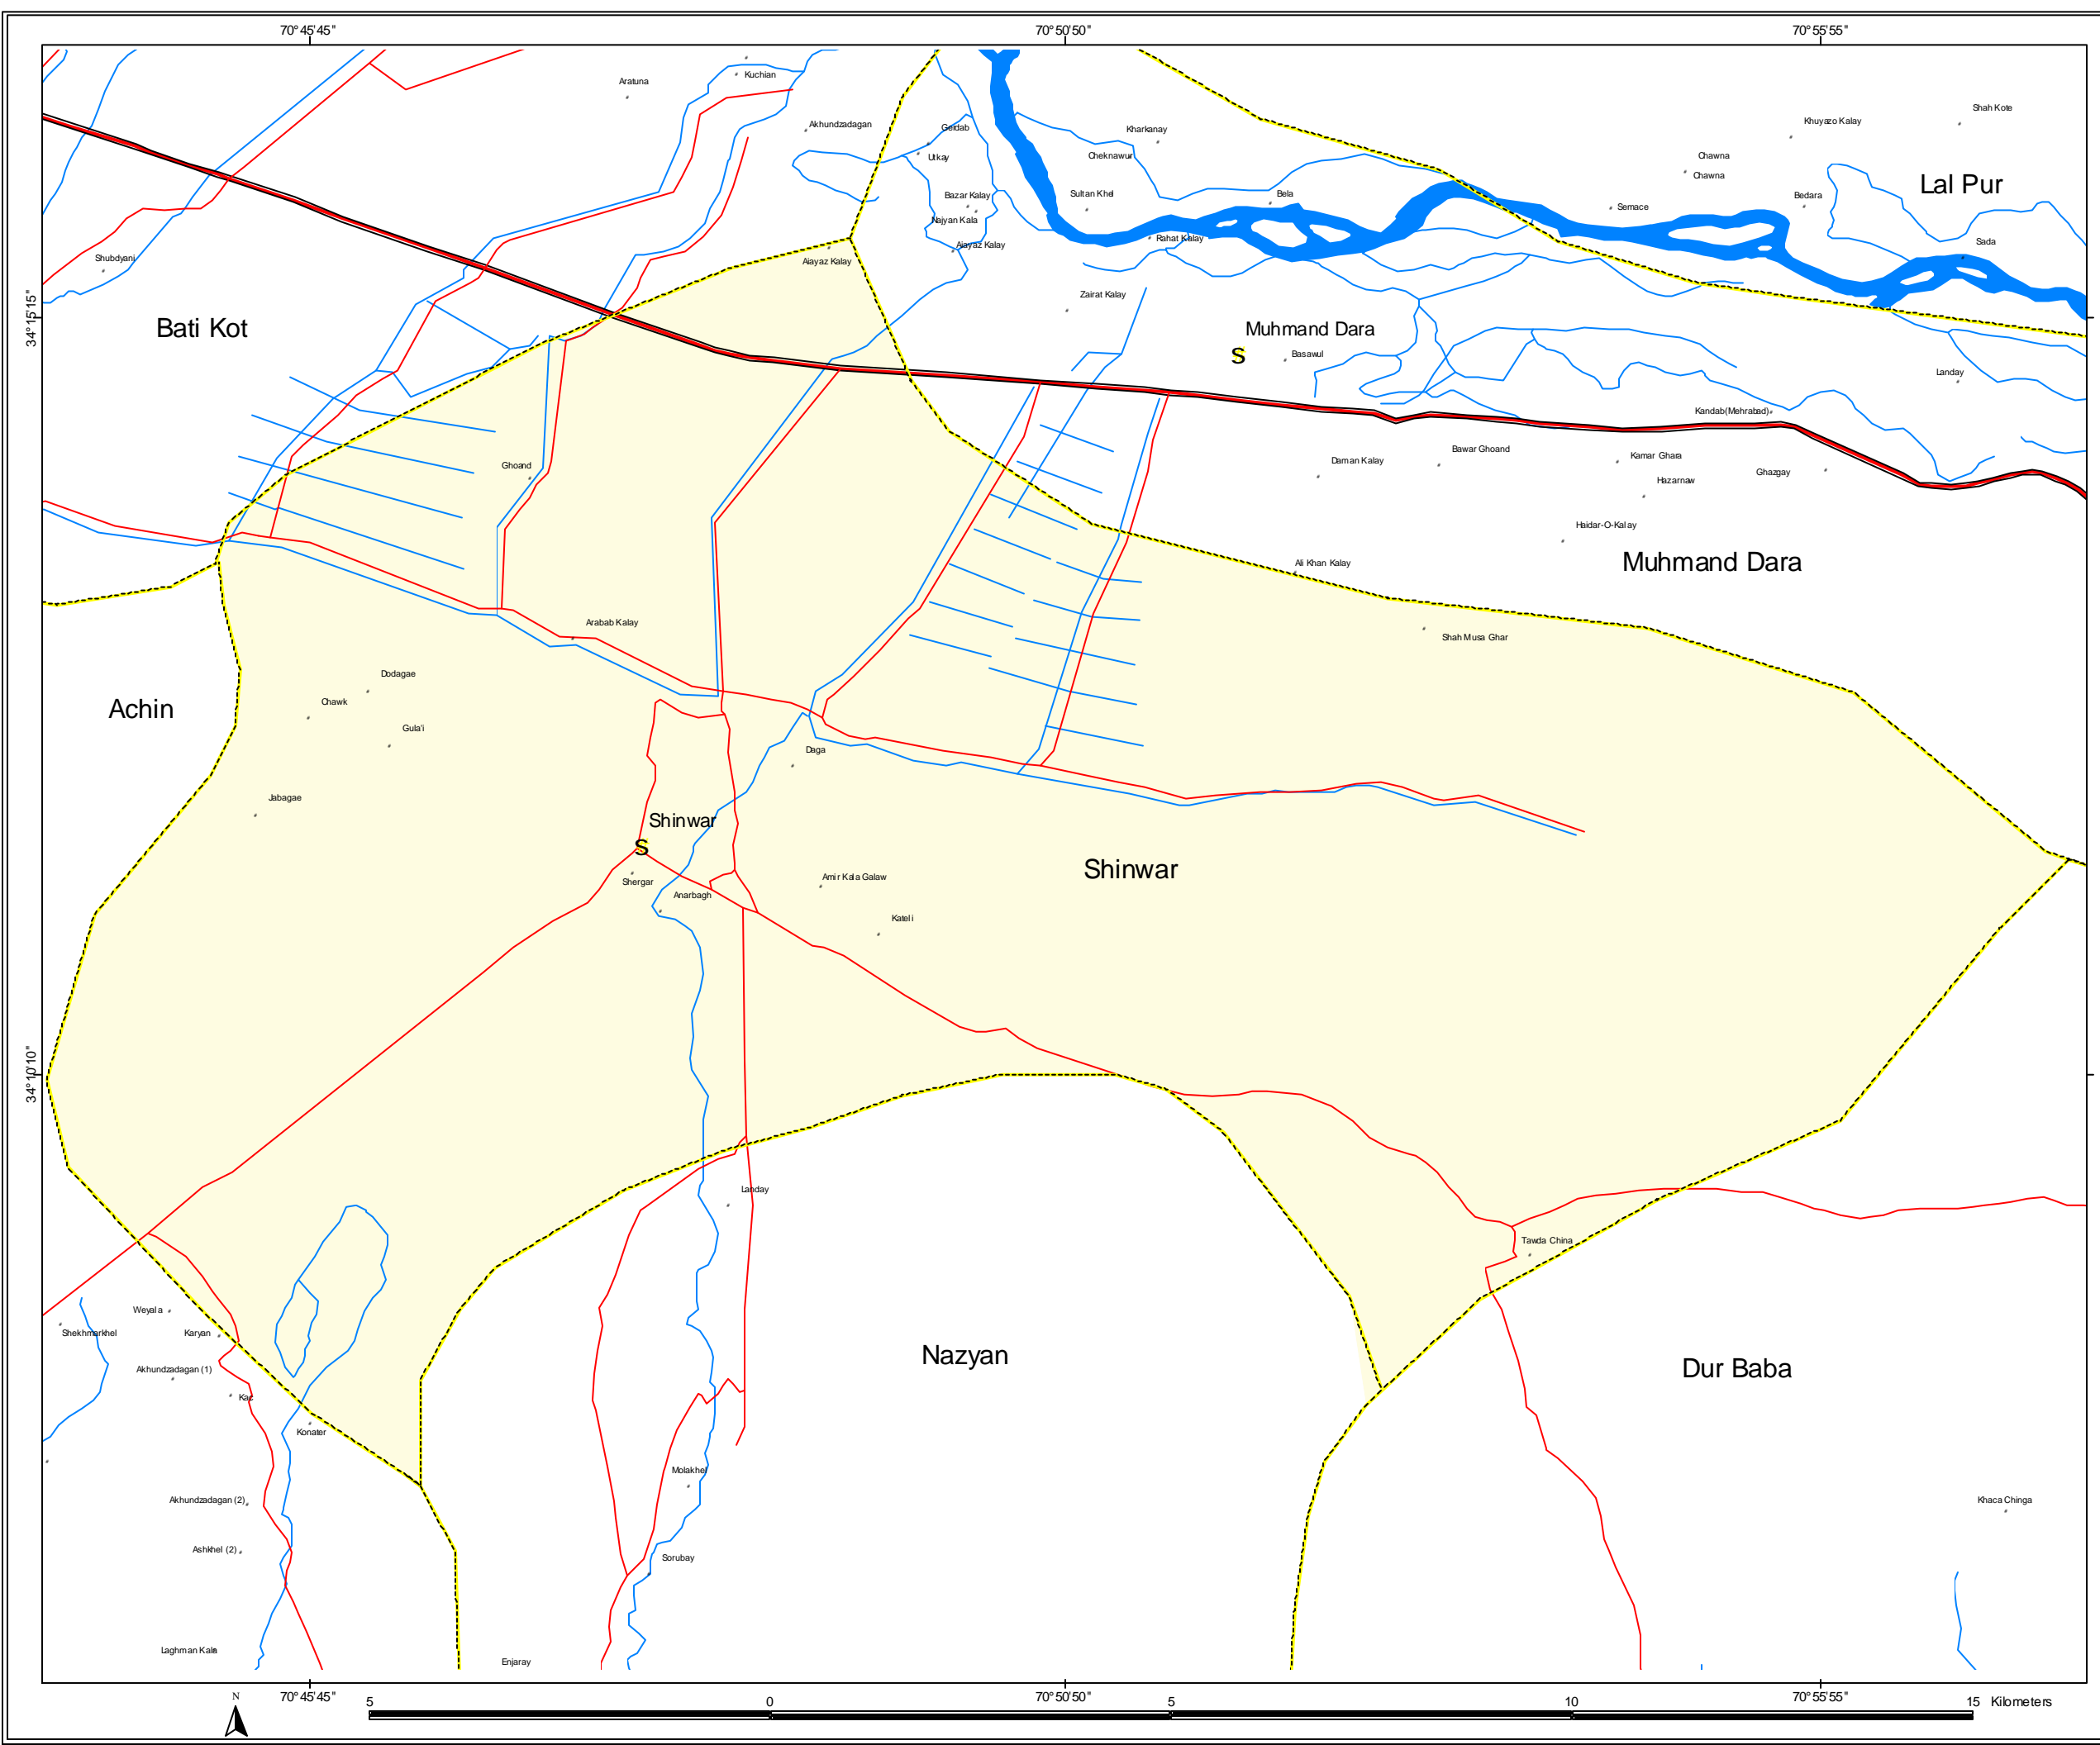 70°45'45"
70°50'50"
70°55'55"
Kuchian
Aratuna
Shah Kote
Akhundzadagan
Khuyazo Kalay
Geidab
Kharkanay
Utkay
Cheknawur
Chawna
Chawna
Lal Pur
Bazar Kalay
Sultan Khel
Bela
Bedara
Semace
Najyan Kala
Rahat Kalay
Aiayaz Kalay
Sada
Shubdyani
Aiayaz Kalay
Zairat Kalay
34°15'15"
Bati Kot
Muhmand Dara
S
Basawul
Landay
Kandab(Mehrabad)
Bawar Ghoand
Daman Kalay
Kamar Ghara
Ghoand
Ghazgay
Hazarnaw
Haidar-O-Kalay
Muhmand Dara
Ali Khan Kalay
Arabab Kalay
Shah Musa Ghar
Dodagae
Chawk
Achin
Gula'i
Daga
Jabagae
Shinwar
S
Shinwar
Shergar
Amir Kala Galaw
Anarbagh
Kateli
34°10'10"
Landay
Tawda China
Weyala
Shekhmarkhel
Karyan
Nazyan
Akhundzadagan (1)
Dur Baba
Kac
Konater
Molakhel
Akhundzadagan (2)
Khaca Chinga
Ashkhel (2)
Sorubay
Laghman Kala
Enjaray
70°45'45"
70°50'50"
70°55'55"
N
5
0
5
10
15
Kilometers